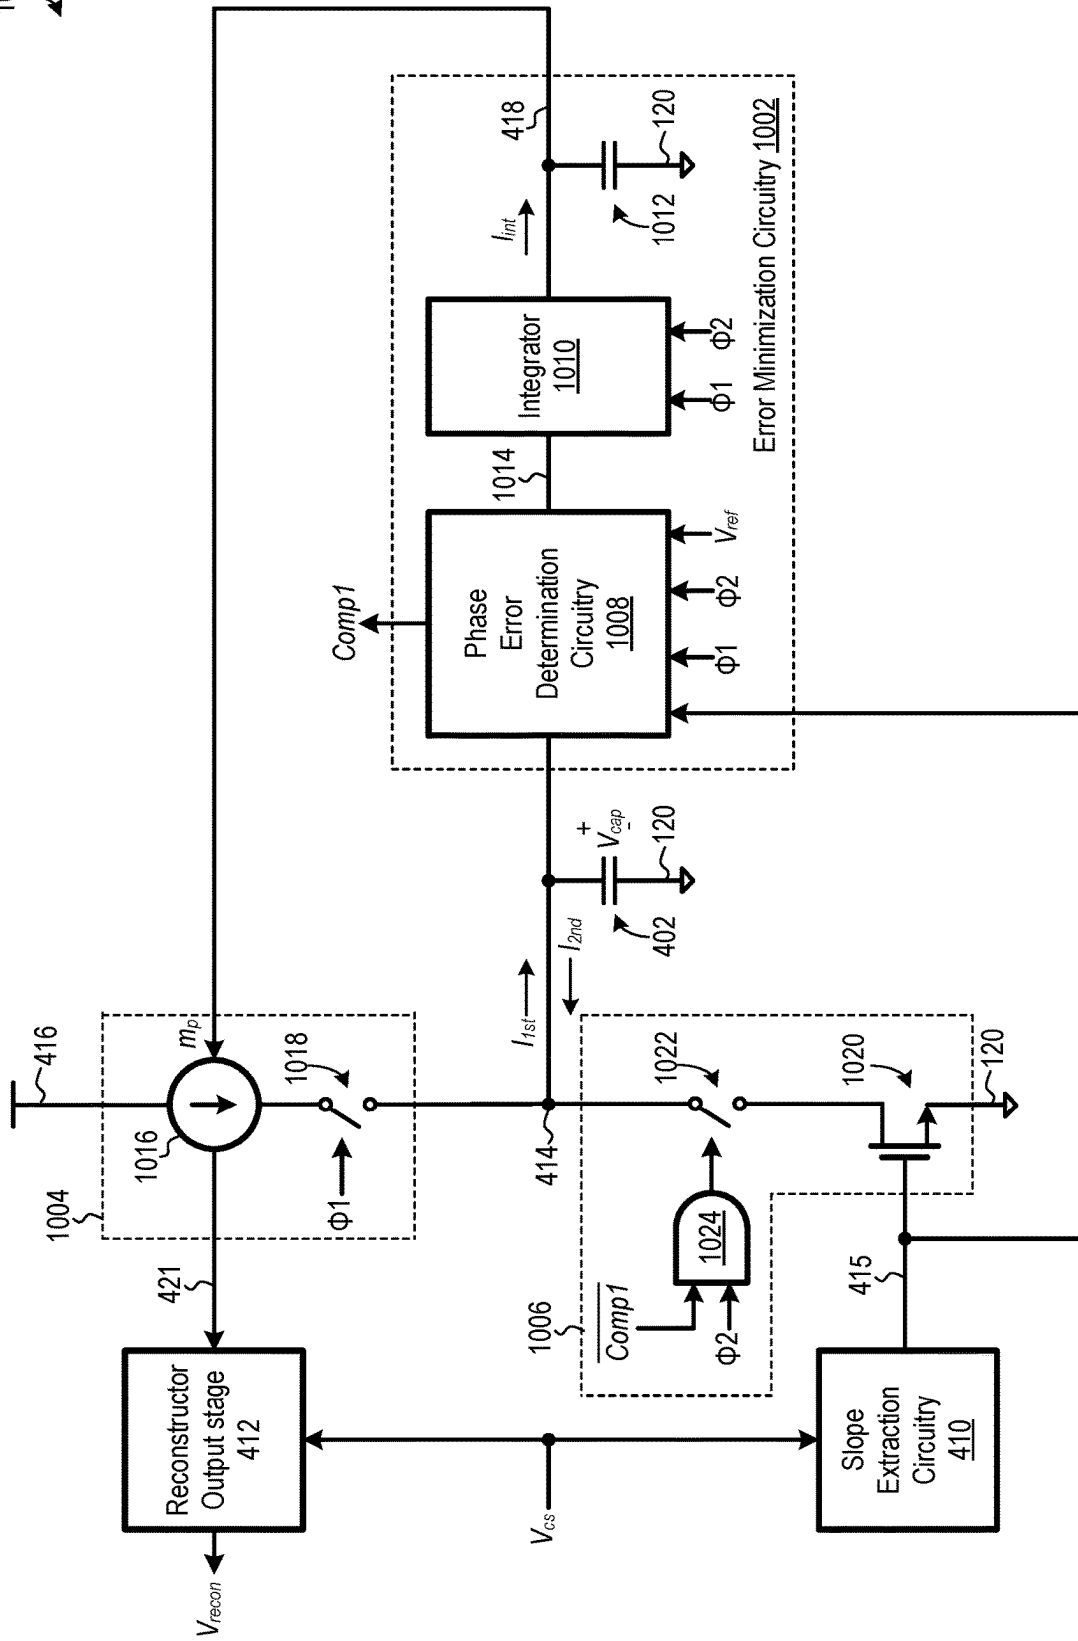 416
m_p
1018
1016
1004
Φ1
421
Reconstructor
Output stage
412
V_recon
V_cs
Slope
Extraction
Circuitry
410
415
1006
Comp1
Φ2
1024
1022
1020
120
414
I_1st
I_2nd
402
+
V_cap
-
120
Comp1
Phase
Error
Determination
Circuitry
1008
Φ1
Φ2
V_ref
1014
Integrator
1010
Φ1
Φ2
I_int
418
1012
120
Error Minimization Circuitry 1002